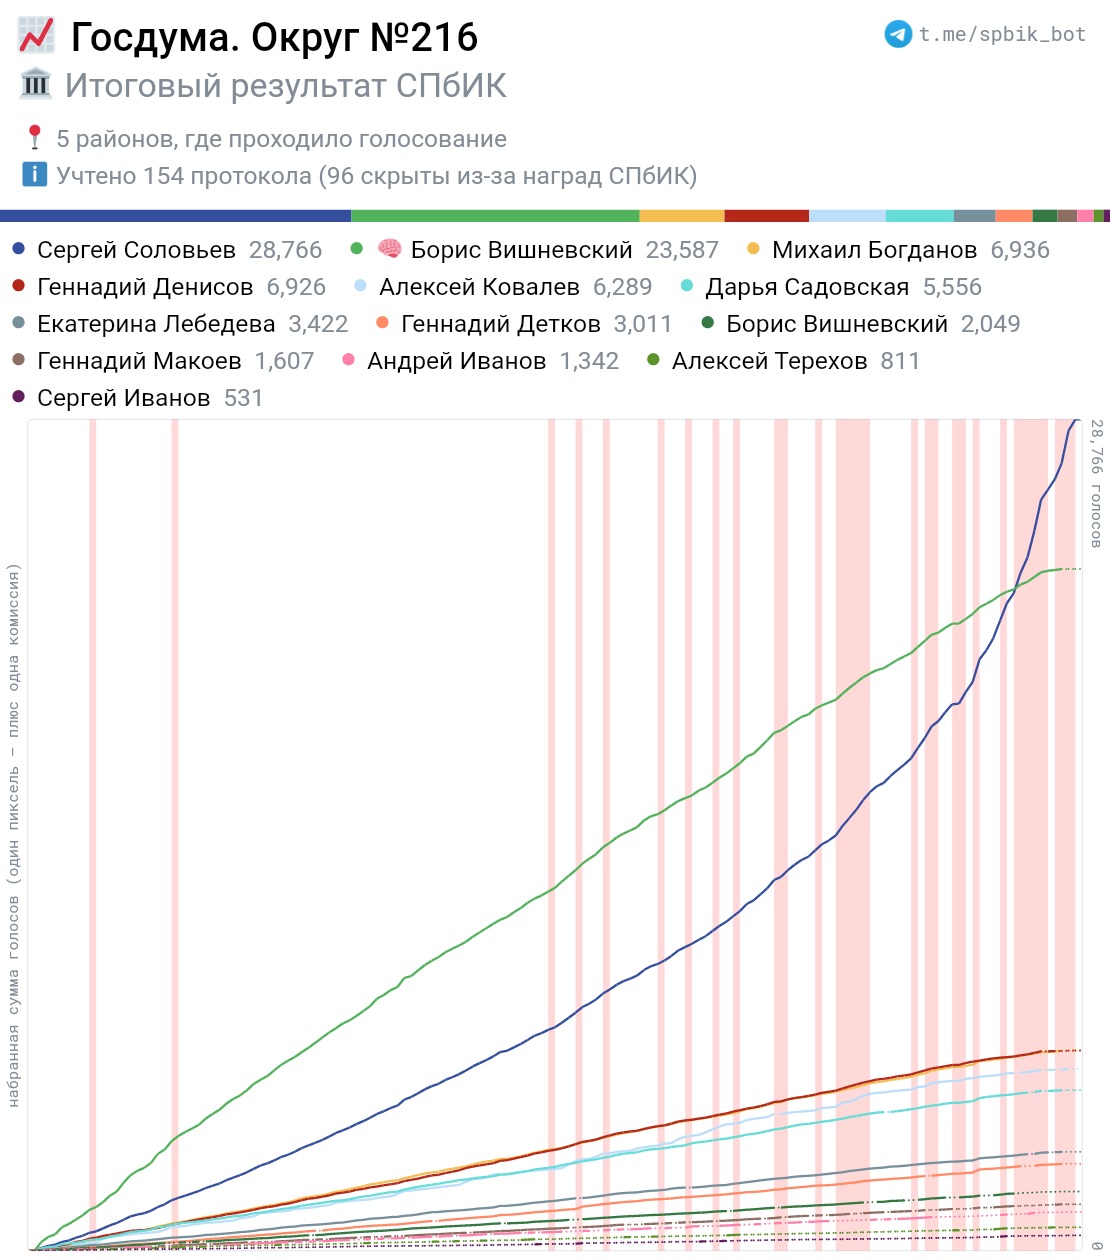 Госдума. Округ №216
t.me/spbik_bot
Итоговый результат СПбИК
5 районов, где проходило голосование
Учтено 154 протокола (96 скрыты из-за наград СПбИК)
Сергей Соловьев 28,766 Борис Вишневский 23,587 Михаил Богданов 6,936
Геннадий Денисов 6,926 Алексей Ковалев 6,289 Дарья Садовская 5,556
Екатерина Лебедева 3,422 Геннадий Детков 3,011 Борис Вишневский 2,049
Геннадий Макоев 1,607 Андрей Иванов 1,342 Алексей Терехов 811
Сергей Иванов 531
набранная сумма голосов (один пиксель – плюс одна комиссия)
28,766 голосов
0